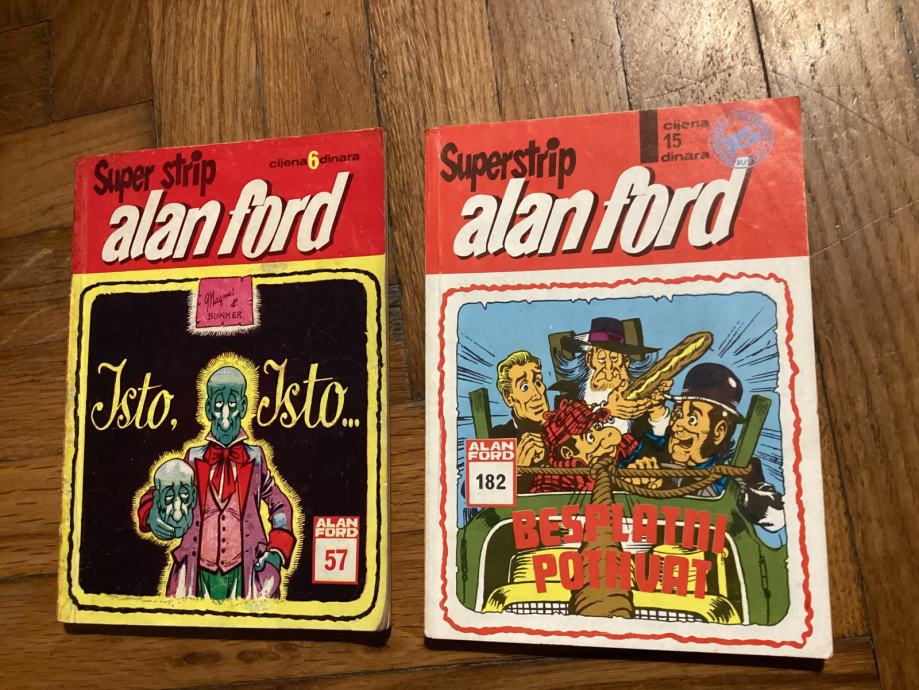 Super strip
cijena 6 dinara
alan ford
Magnus
&
BUNKER
Isto, Isto...
ALAN
FORD
57
Superstrip
cijena
15
dinara
alan ford
ALAN
FORD
182
BESPLATNI
POTHVAT